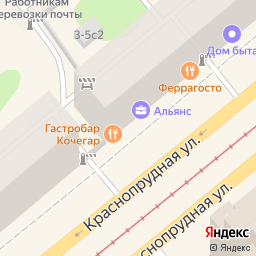 Работникам
перевозки почты
3-5с2
Дом быта
Феррагосто
Альянс
Гастробар
Кочегар
Краснопрудная ул.
Краснопрудная ул.
Яндекс